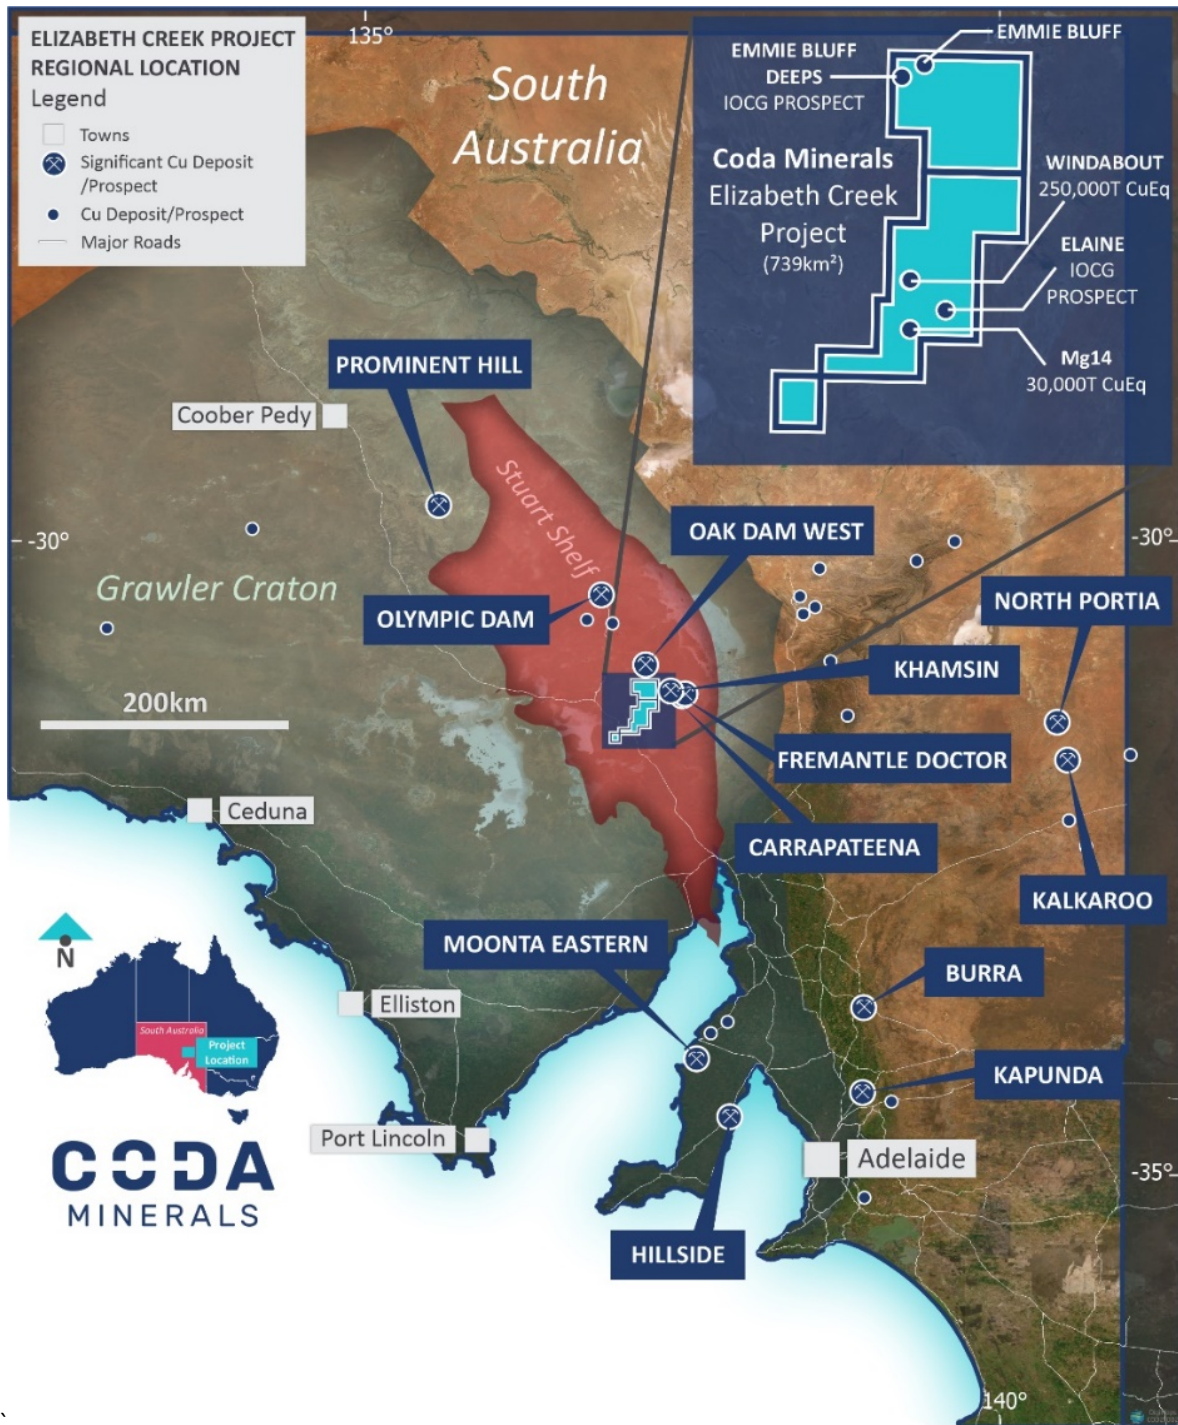 ELIZABETH CREEK PROJECT
REGIONAL LOCATION
Legend
Towns
Significant Cu Deposit
/Prospect
Cu Deposit/Prospect
Major Roads
135°
South
Australia
EMMIE BLUFF
EMMIE BLUFF
DEEPS
IOCG PROSPECT
Coda Minerals
Elizabeth Creek
Project
(739km²)
WINDABOUT
250,000T CuEq
ELAINE
IOCG
PROSPECT
Mg14
30,000T CuEq
PROMINENT HILL
Coober Pedy
Stuart Shelf
-30°
-30°
OAK DAM WEST
Grawler Craton
OLYMPIC DAM
NORTH PORTIA
KHAMSIN
200km
FREMANTLE DOCTOR
Ceduna
CARRAPATEENA
KALKAROO
MOONTA EASTERN
N
BURRA
Elliston
South Australia
Project
Location
KAPUNDA
Port Lincoln
Adelaide
-35°
CODA
MINERALS
HILLSIDE
140°